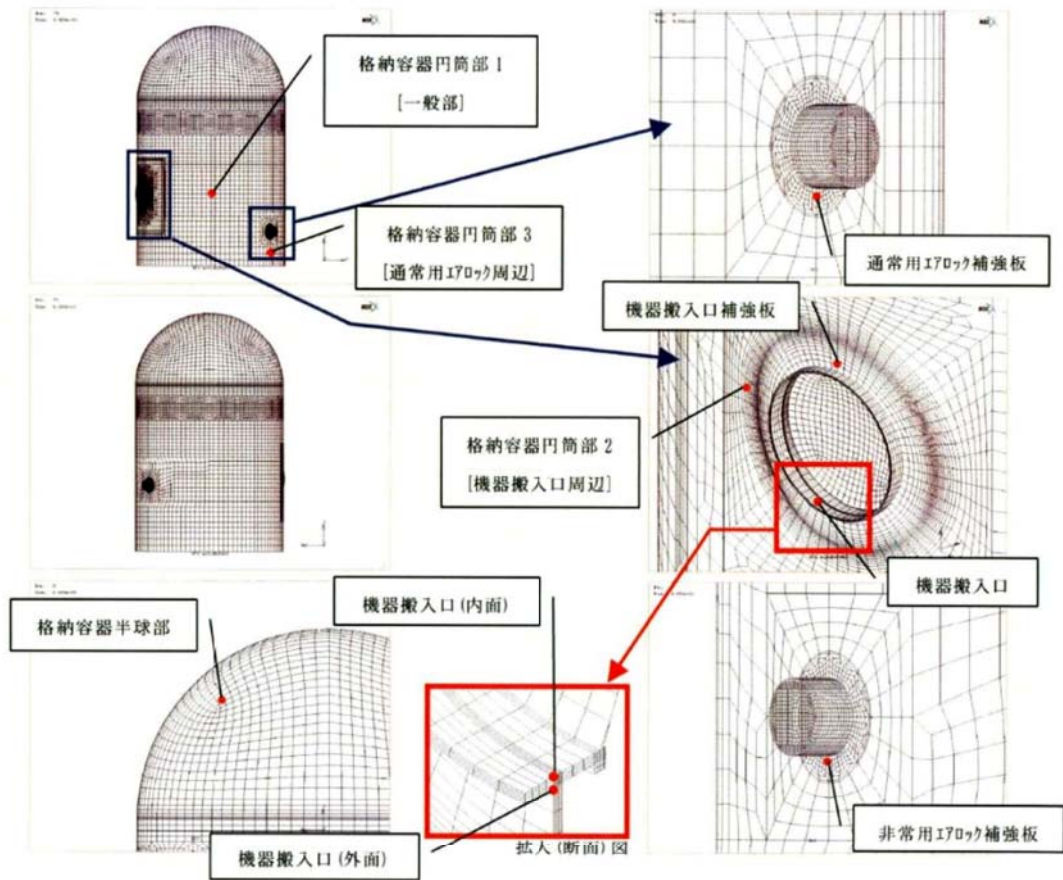 格納容器円筒部1
[一般部]
格納容器円筒部3
[通常用エアロック周辺]
通常用エアロック補強板
機器搬入口補強板
格納容器円筒部2
[機器搬入口周辺]
機器搬入口
格納容器半球部
機器搬入口(内面)
機器搬入口(外面)
拡大(断面)図
非常用エアロック補強板